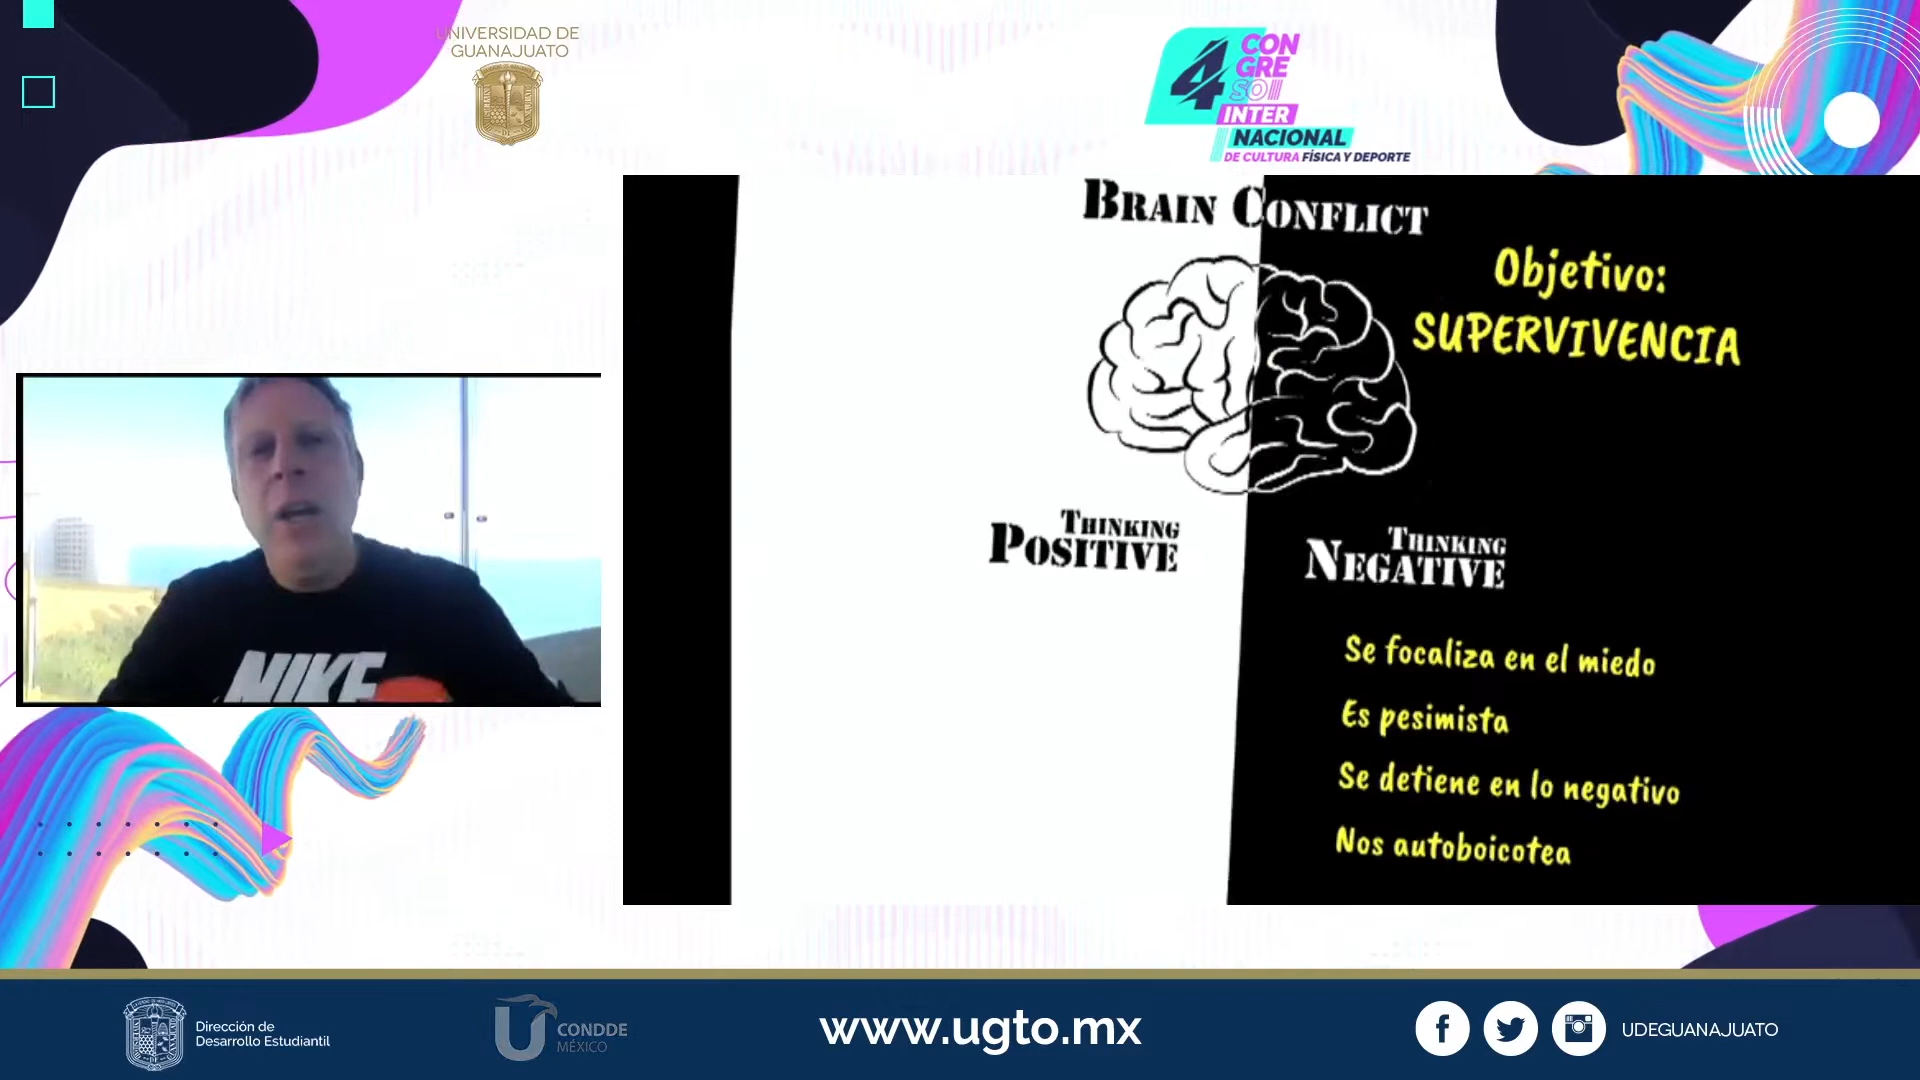 UNIVERSIDAD DE
GUANAJUATO
4
CON
GRE
SO
INTER
NACIONAL
DE CULTURA FÍSICA Y DEPORTE
BRAIN CONFLICT
Objetivo:
SUPERVIVENCIA
THINKING
POSITIVE
THINKING
NEGATIVE
Se focaliza en el miedo
Es pesimista
Se detiene en lo negativo
Nos autoboicotea
NIKE
Dirección de
Desarrollo Estudiantil
CONDDE
MÉXICO
www.ugto.mx
UDEGUANAJUATO